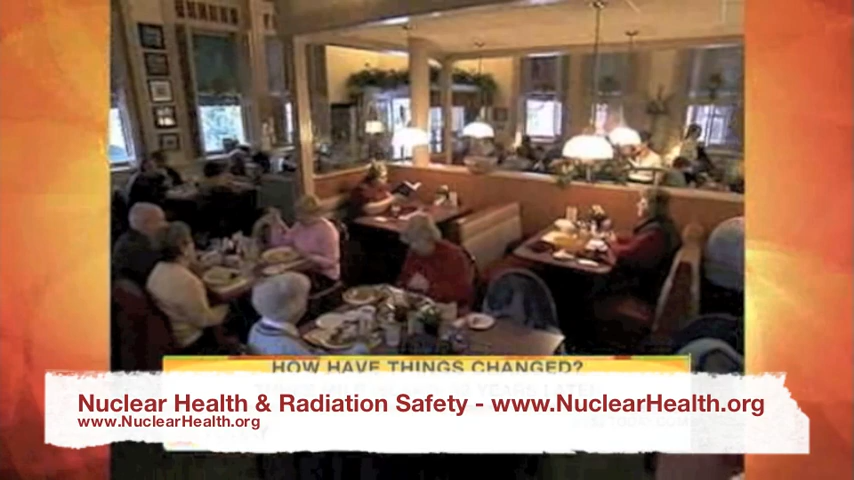 HOW HAVE THINGS CHANGED?
Nuclear Health & Radiation Safety - www.NuclearHealth.org
www.NuclearHealth.org